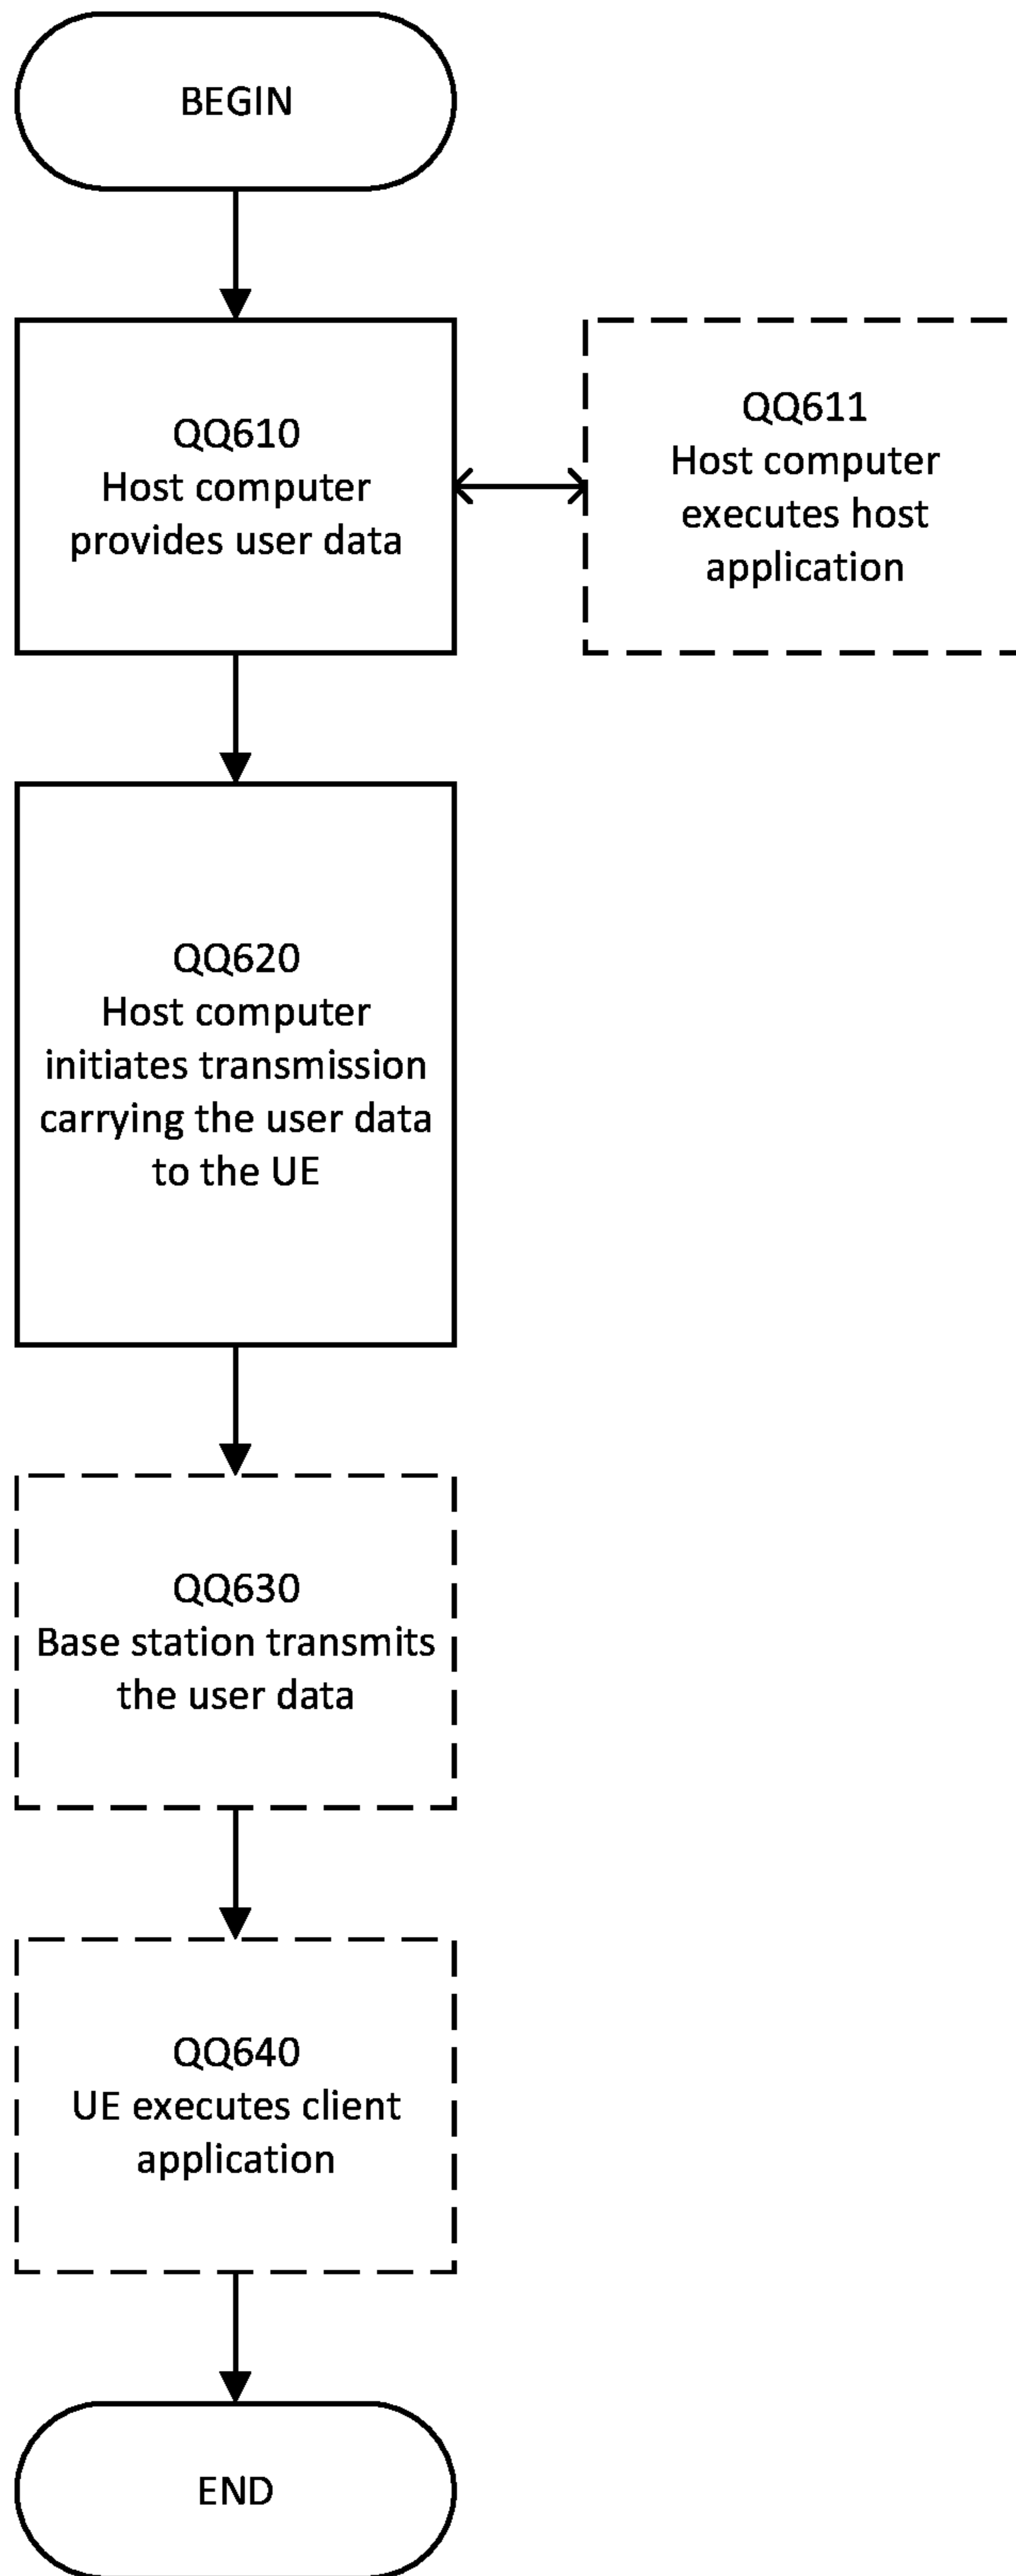 BEGIN
QQ610
Host computer
provides user data
QQ611
Host computer
executes host
application
QQ620
Host computer
initiates transmission
carrying the user data
to the UE
QQ630
Base station transmits
the user data
QQ640
UE executes client
application
END